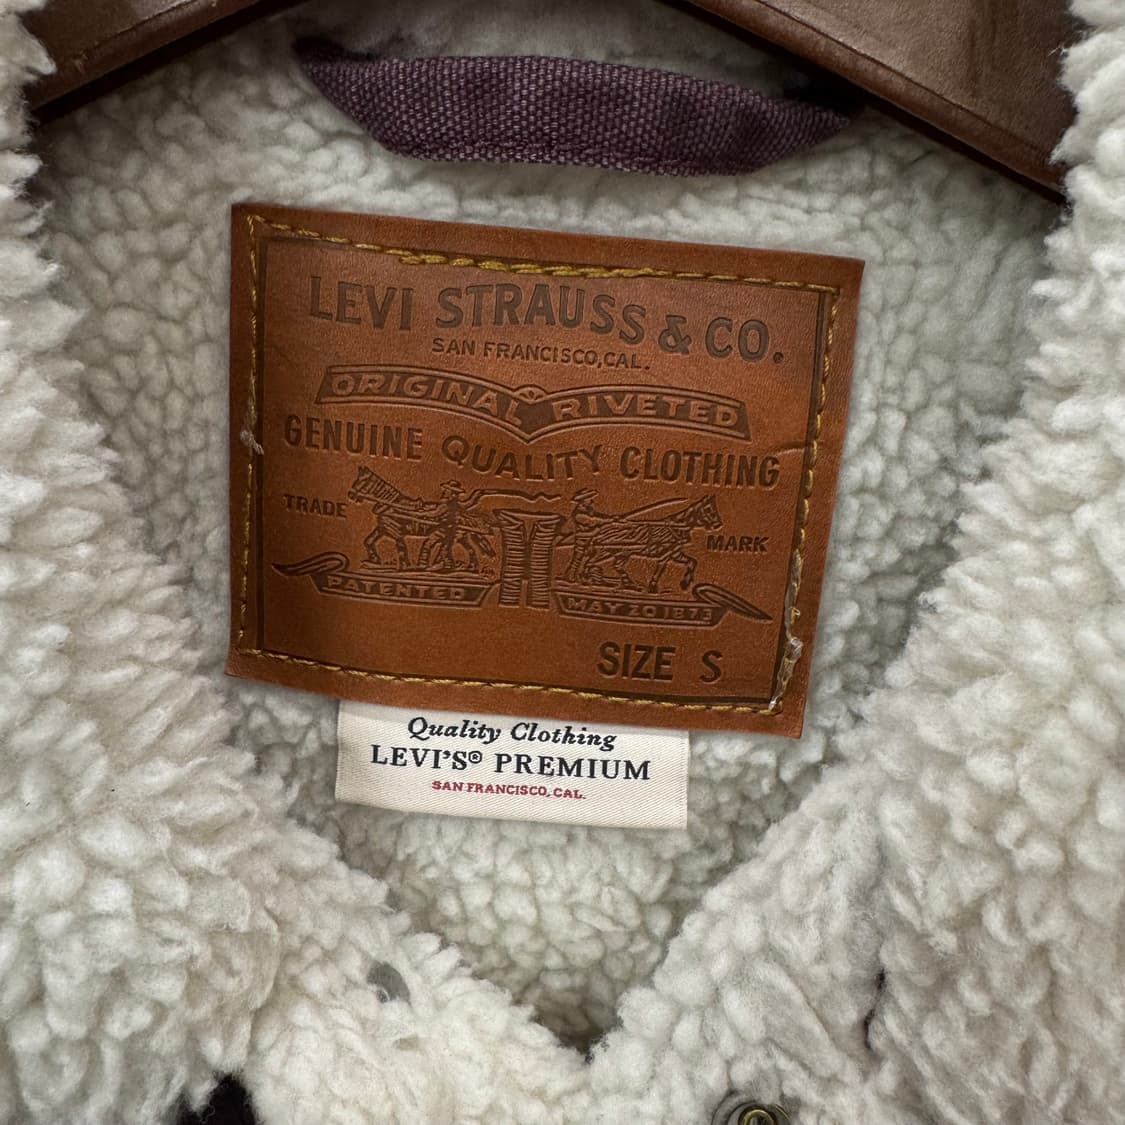 LEVI STRAUSS & CO.
SAN FRANCISCO, CAL.
ORIGINAL RIVETED
GENUINE QUALITY CLOTHING
TRADE MARK
PATENTED MAY 20 1873
SIZE S
Quality Clothing
LEVI'S® PREMIUM
SAN FRANCISCO, CAL.